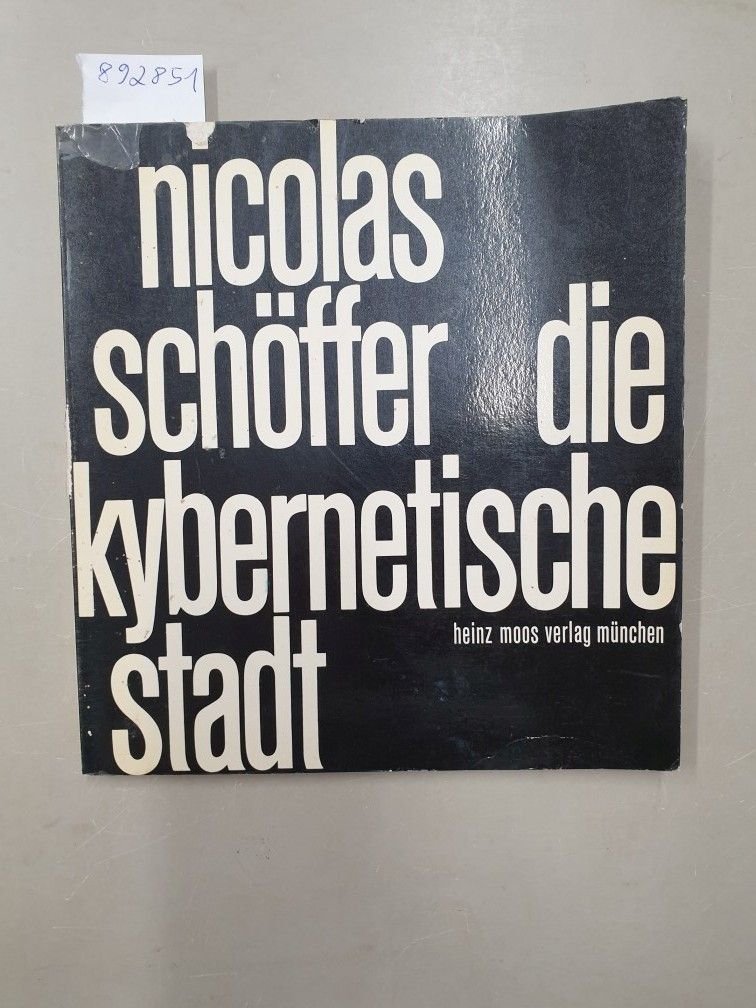 892851
nicolas
schöffer die
kybernetische
heinz moos verlag münchen
stadt